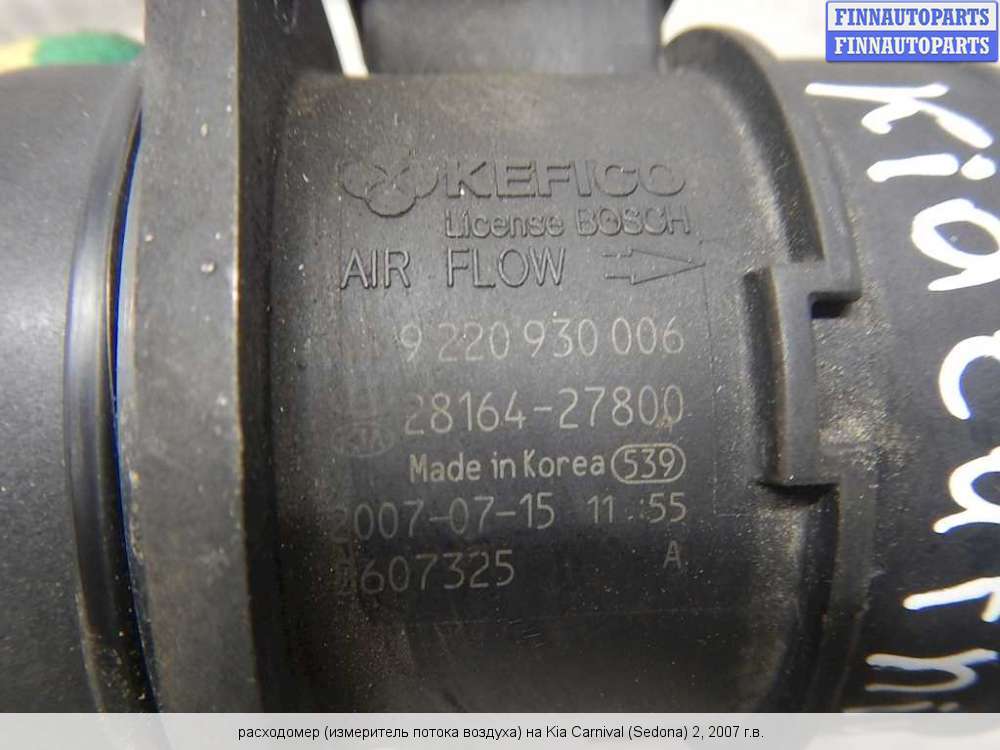 FINNAUTOPARTS
FINNAUTOPARTS
KEFICO
License BOSCH
AIR FLOW
9 220 930 006
28164-27800
KIA
Made in Korea 539
2007-07-15 11:55
607325 A
Kia
расходомер (измеритель потока воздуха) на Kia Carnival (Sedona) 2, 2007 г.в.